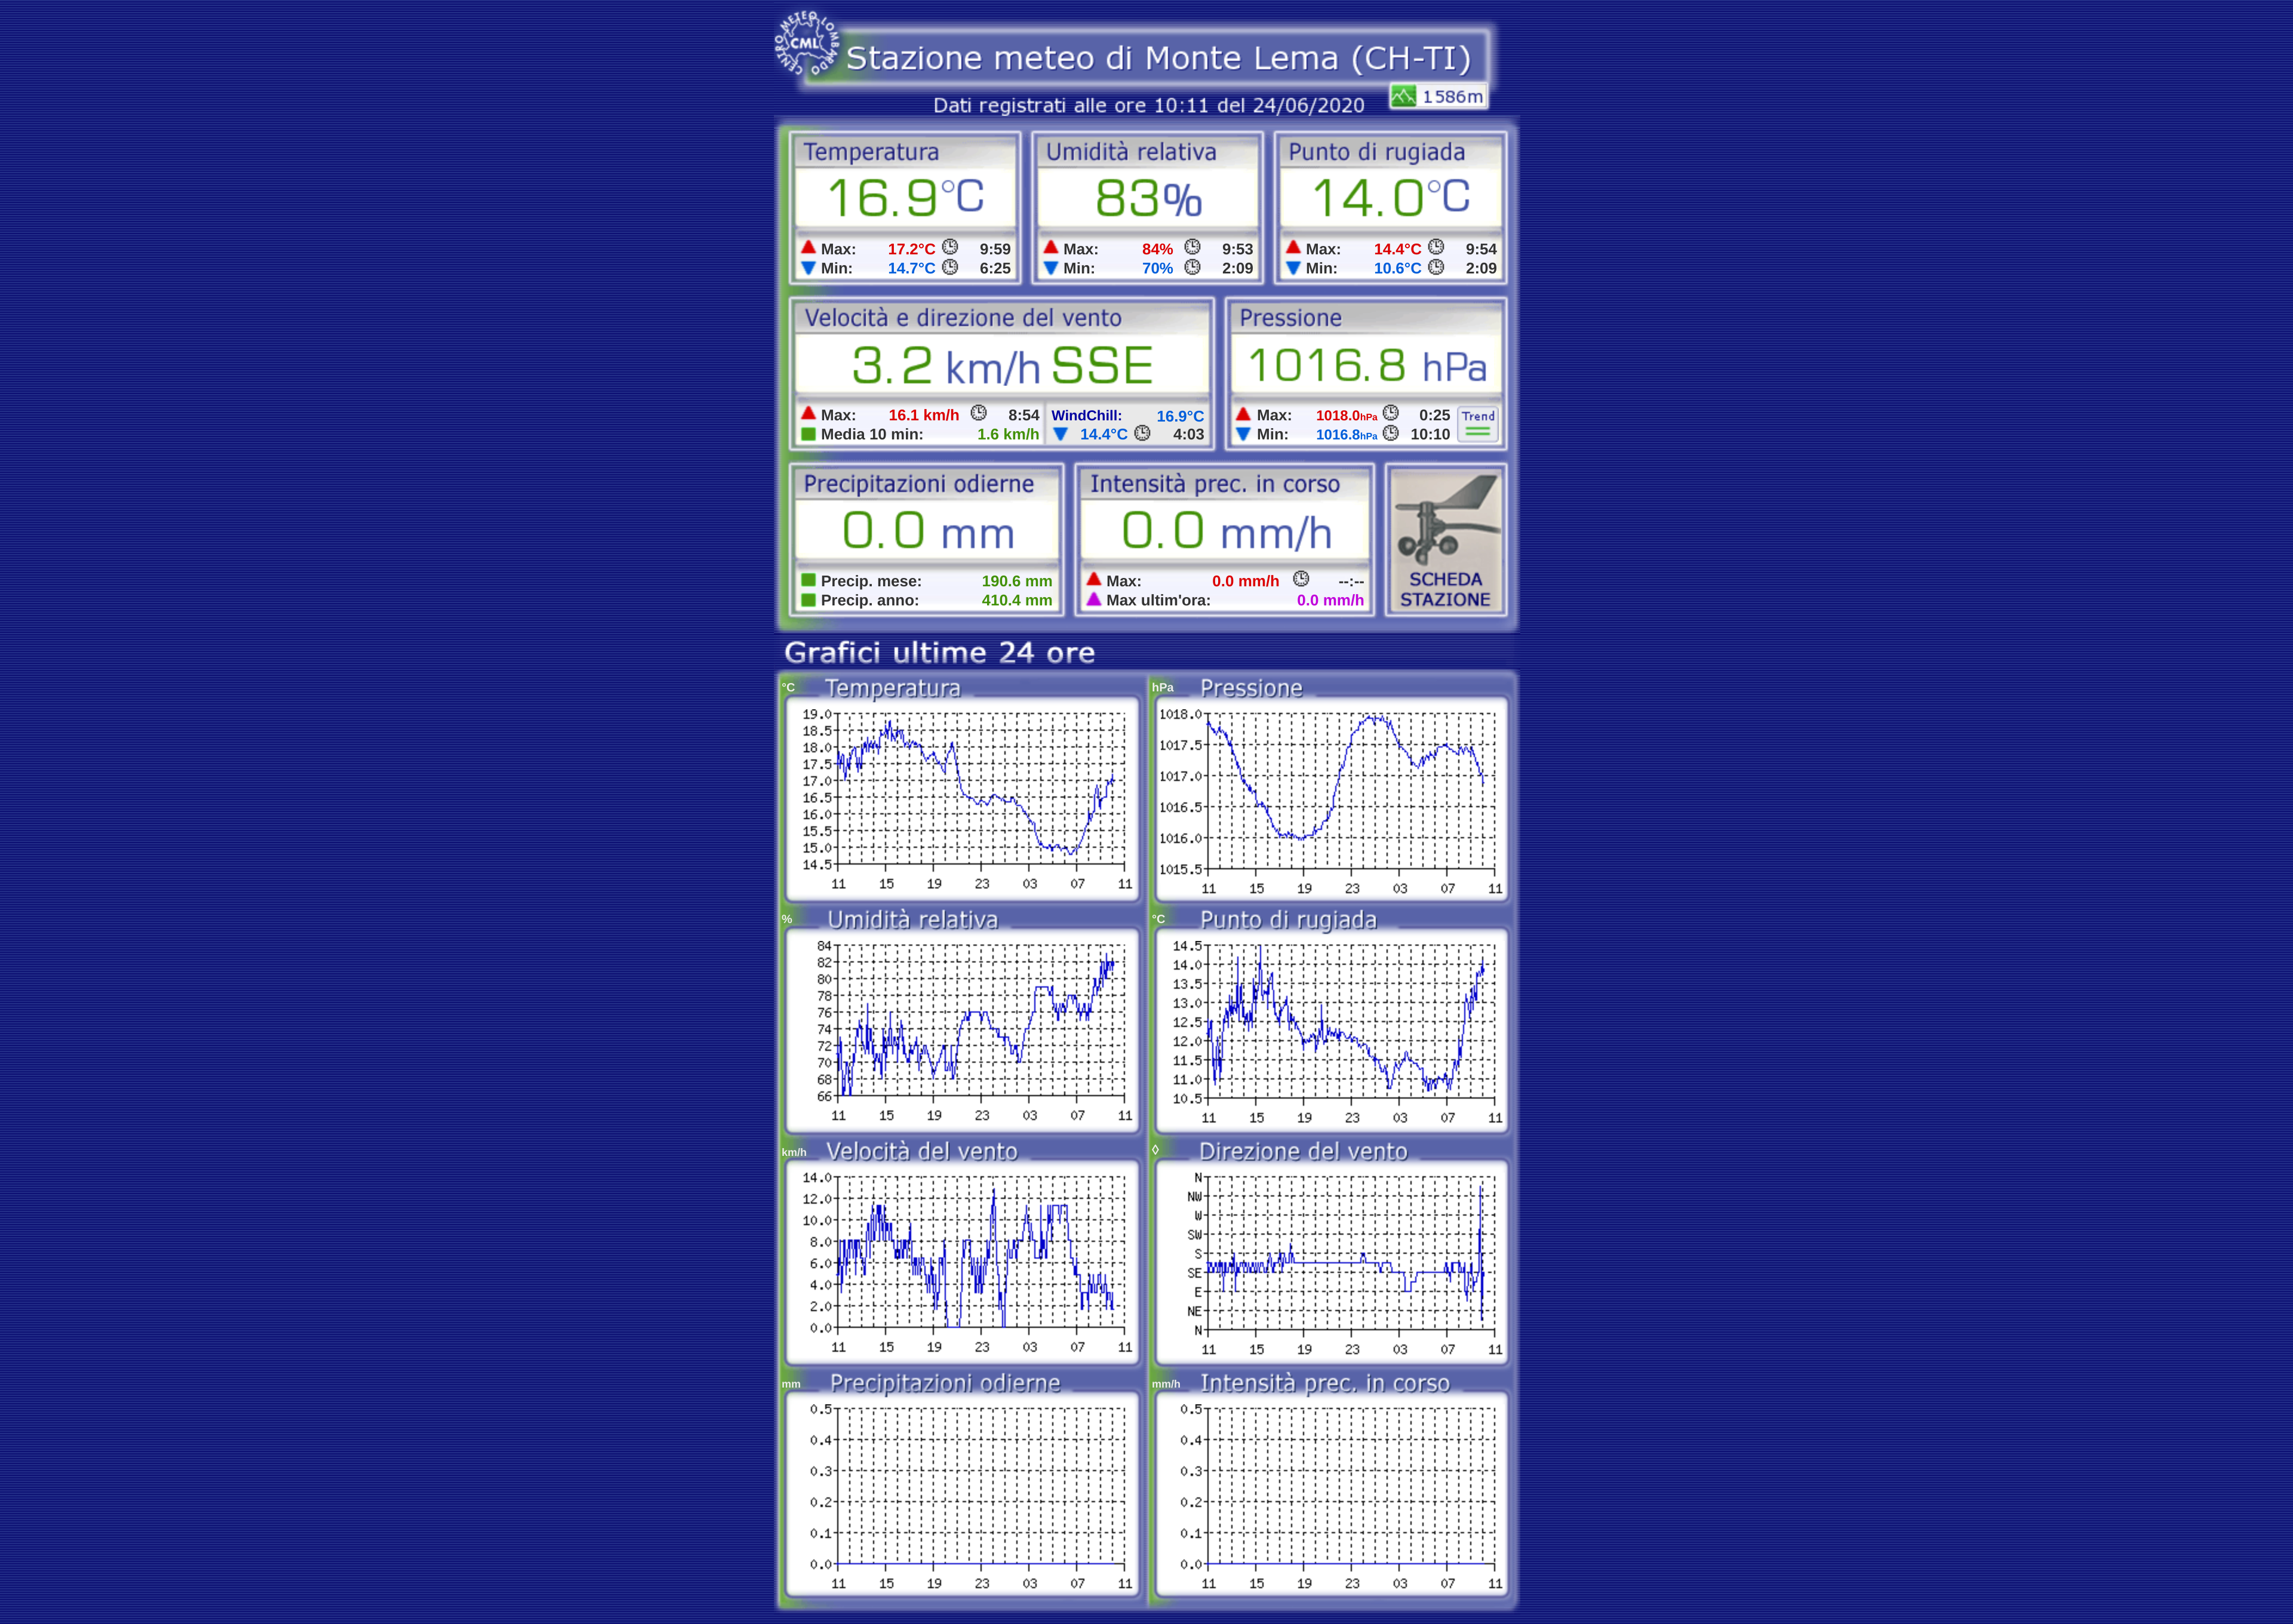 CENTRO METEO LOMBARDO
CML
Stazione meteo di Monte Lema (CH-TI)
Dati registrati alle ore 10:11 del 24/06/2020
1586m
Temperatura
16.9°C
Max: 17.2°C 9:59
Min: 14.7°C 6:25
Umidità relativa
83%
Max: 84% 9:53
Min: 70% 2:09
Punto di rugiada
14.0°C
Max: 14.4°C 9:54
Min: 10.6°C 2:09
Velocità e direzione del vento
3.2 km/h SSE
Max: 16.1 km/h 8:54
Media 10 min: 1.6 km/h
WindChill: 16.9°C
14.4°C 4:03
Pressione
1016.8 hPa
Max: 1018.0hPa 0:25
Min: 1016.8hPa 10:10
Trend
Precipitazioni odierne
0.0 mm
Precip. mese: 190.6 mm
Precip. anno: 410.4 mm
Intensità prec. in corso
0.0 mm/h
Max: 0.0 mm/h --:--
Max ultim'ora: 0.0 mm/h
SCHEDA
STAZIONE
Grafici ultime 24 ore
°C Temperatura
19.0
18.5
18.0
17.5
17.0
16.5
16.0
15.5
15.0
14.5
11 15 19 23 03 07 11
hPa Pressione
1018.0
1017.5
1017.0
1016.5
1016.0
1015.5
11 15 19 23 03 07 11
% Umidità relativa
84
82
80
78
76
74
72
70
68
66
11 15 19 23 03 07 11
°C Punto di rugiada
14.5
14.0
13.5
13.0
12.5
12.0
11.5
11.0
10.5
11 15 19 23 03 07 11
km/h Velocità del vento
14.0
12.0
10.0
8.0
6.0
4.0
2.0
0.0
11 15 19 23 03 07 11
◊ Direzione del vento
N
NW
W
SW
S
SE
E
NE
N
11 15 19 23 03 07 11
mm Precipitazioni odierne
0.5
0.4
0.3
0.2
0.1
0.0
11 15 19 23 03 07 11
mm/h Intensità prec. in corso
0.5
0.4
0.3
0.2
0.1
0.0
11 15 19 23 03 07 11